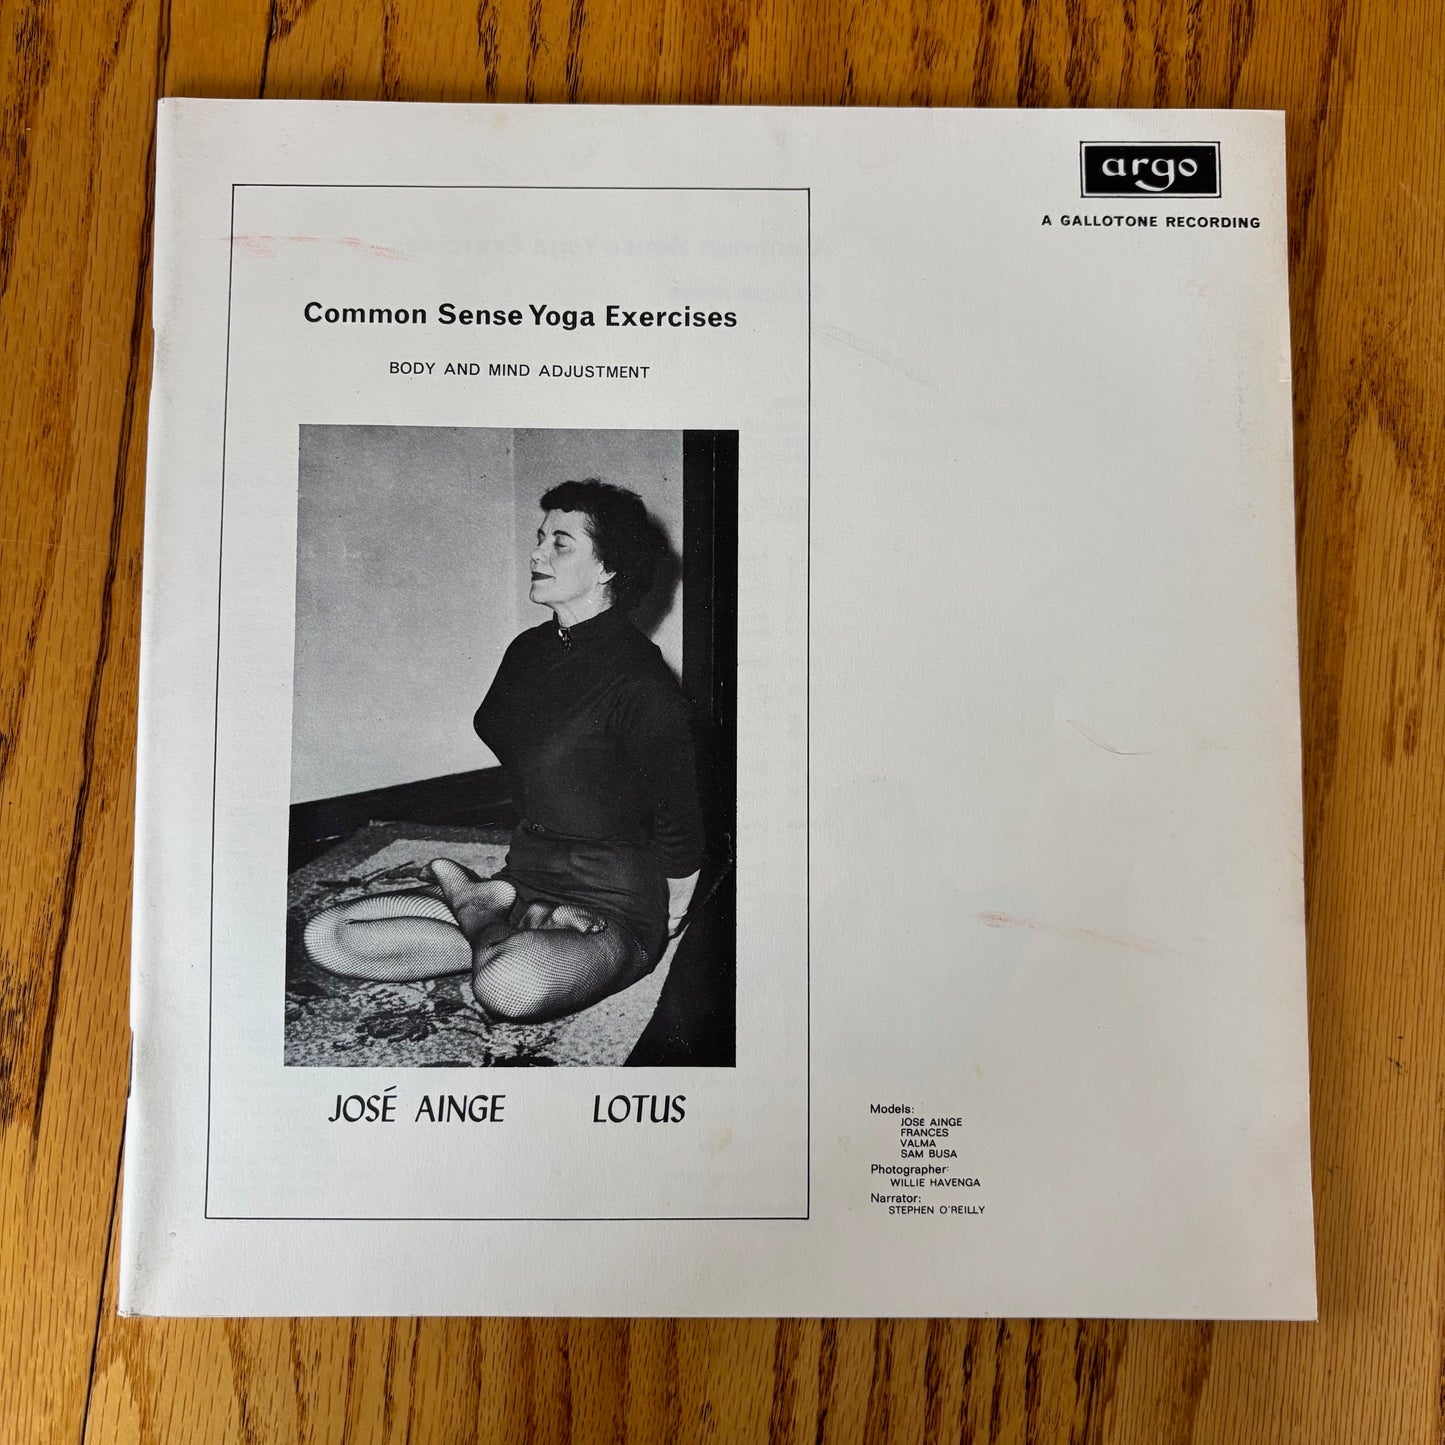 argo
A GALLOTONE RECORDING
Common Sense Yoga Exercises
BODY AND MIND ADJUSTMENT
JOSÉ AINGE LOTUS
Models:
JOSÉ AINGE
FRANCES
VALMA
SAM BUSA
Photographer:
WILLIE HAVENGA
Narrator:
STEPHEN O'REILLY